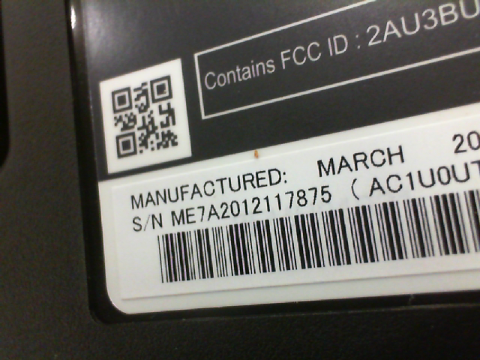 Contains FCC ID : 2AU3BU
MANUFACTURED: MARCH 20
S/N ME7A2012117875 ( AC1U0UT